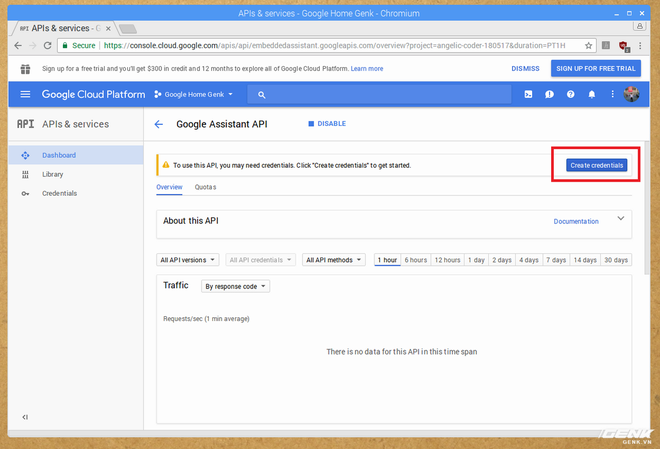 APIs & services - Google Home Genk - Chromium
API APIs & services - G
Secure https://console.cloud.google.com/apis/api/embeddedassistant.googleapis.com/overview?project=angelic-coder-180517&duration=PT1H
Sign up for a free trial and you'll get $300 in credit and 12 months to explore all of Google Cloud Platform. Learn more DISMISS SIGN UP FOR FREE TRIAL
Google Cloud Platform Google Home Genk
API APIs & services Google Assistant API DISABLE
Dashboard
Library
Credentials
To use this API, you may need credentials. Click "Create credentials" to get started. Create credentials
Overview Quotas
About this API Documentation
All API versions All API credentials All API methods 1 hour 6 hours 12 hours 1 day 2 days 4 days 7 days 14 days 30 days
Traffic By response code
Requests/sec (1 min average)
There is no data for this API in this time span
GENK
GENK.VN